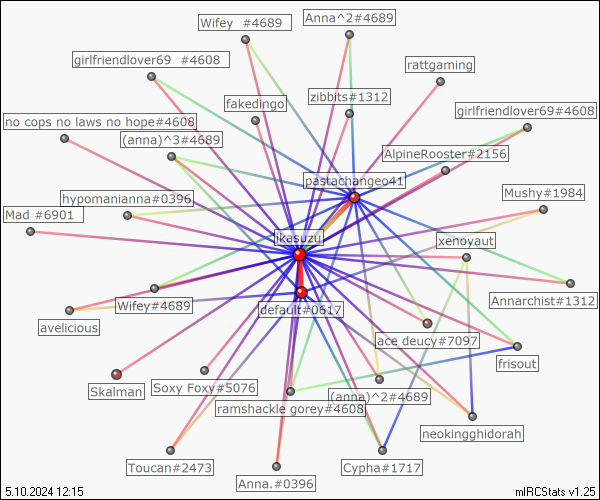 Wifey  #4689
Anna^2#4689
girlfriendlover69  #4608
rattgaming
fakedingo
zibbits#1312
girlfriendlover69#4608
no cops no laws no hope#4608
(anna)^3#4689
AlpineRooster#2156
pastachangeo41
hypomanianna#0396
Mushy#1984
Mad #6901
ikasuzu
xenoyaut
Wifey#4689
Annarchist#1312
default#0617
avelicious
ace deucy#7097
frisout
Skalman
Soxy Foxy#5076
(anna)^2#4689
ramshackle gorey#4608
neokingghidorah
Toucan#2473
Cypha#1717
Anna.#0396
5.10.2024 12:15
mIRCStats v1.25